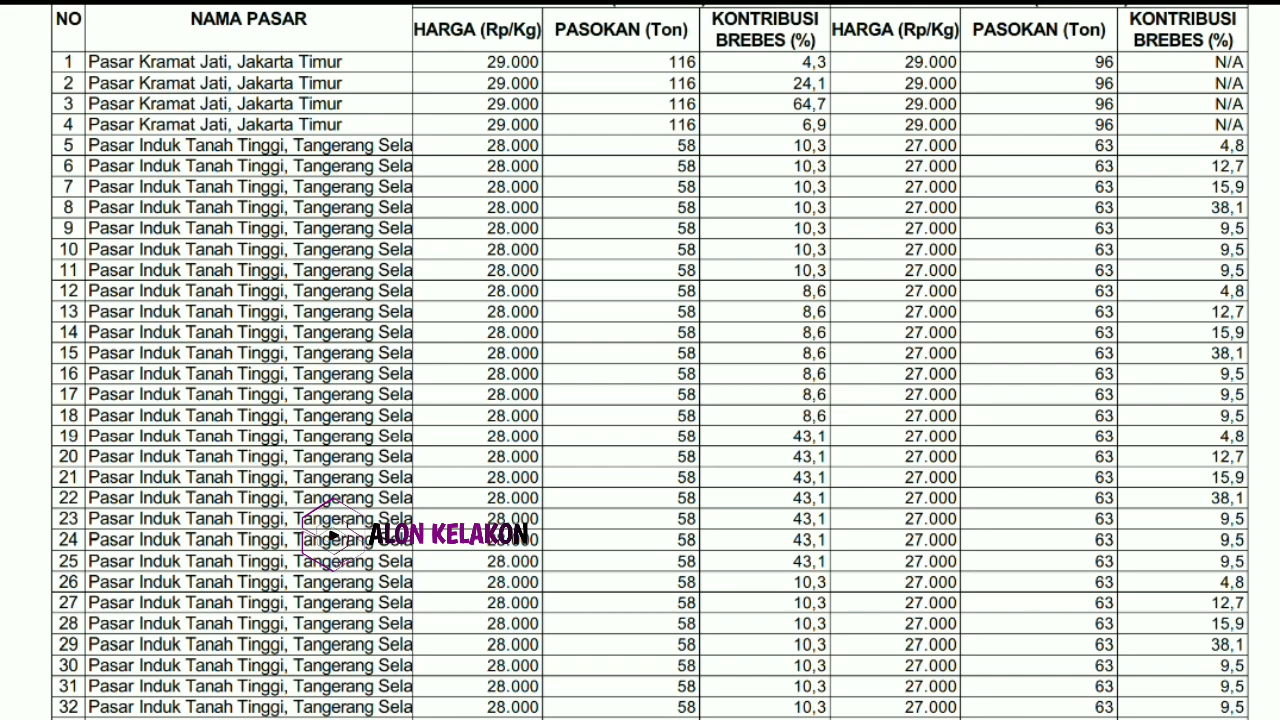 NO NAMA PASAR HARGA (Rp/Kg) PASOKAN (Ton) KONTRIBUSI BREBES (%) HARGA (Rp/Kg) PASOKAN (Ton) KONTRIBUSI BREBES (%)
1 Pasar Kramat Jati, Jakarta Timur 29.000 116 4,3 29.000 96 N/A
2 Pasar Kramat Jati, Jakarta Timur 29.000 116 24,1 29.000 96 N/A
3 Pasar Kramat Jati, Jakarta Timur 29.000 116 64,7 29.000 96 N/A
4 Pasar Kramat Jati, Jakarta Timur 29.000 116 6,9 29.000 96 N/A
5 Pasar Induk Tanah Tinggi, Tangerang Sela 28.000 58 10,3 27.000 63 4,8
6 Pasar Induk Tanah Tinggi, Tangerang Sela 28.000 58 10,3 27.000 63 12,7
7 Pasar Induk Tanah Tinggi, Tangerang Sela 28.000 58 10,3 27.000 63 15,9
8 Pasar Induk Tanah Tinggi, Tangerang Sela 28.000 58 10,3 27.000 63 38,1
9 Pasar Induk Tanah Tinggi, Tangerang Sela 28.000 58 10,3 27.000 63 9,5
10 Pasar Induk Tanah Tinggi, Tangerang Sela 28.000 58 10,3 27.000 63 9,5
11 Pasar Induk Tanah Tinggi, Tangerang Sela 28.000 58 10,3 27.000 63 9,5
12 Pasar Induk Tanah Tinggi, Tangerang Sela 28.000 58 8,6 27.000 63 4,8
13 Pasar Induk Tanah Tinggi, Tangerang Sela 28.000 58 8,6 27.000 63 12,7
14 Pasar Induk Tanah Tinggi, Tangerang Sela 28.000 58 8,6 27.000 63 15,9
15 Pasar Induk Tanah Tinggi, Tangerang Sela 28.000 58 8,6 27.000 63 38,1
16 Pasar Induk Tanah Tinggi, Tangerang Sela 28.000 58 8,6 27.000 63 9,5
17 Pasar Induk Tanah Tinggi, Tangerang Sela 28.000 58 8,6 27.000 63 9,5
18 Pasar Induk Tanah Tinggi, Tangerang Sela 28.000 58 8,6 27.000 63 9,5
19 Pasar Induk Tanah Tinggi, Tangerang Sela 28.000 58 43,1 27.000 63 4,8
20 Pasar Induk Tanah Tinggi, Tangerang Sela 28.000 58 43,1 27.000 63 12,7
21 Pasar Induk Tanah Tinggi, Tangerang Sela 28.000 58 43,1 27.000 63 15,9
22 Pasar Induk Tanah Tinggi, Tangerang Sela 28.000 58 43,1 27.000 63 38,1
23 Pasar Induk Tanah Tinggi, Tangerang Sela 28.000 58 43,1 27.000 63 9,5
ALON KELAKON
24 Pasar Induk Tanah Tinggi, Tangerang Sela 58 43,1 27.000 63 9,5
25 Pasar Induk Tanah Tinggi, Tangerang Sela 28.000 58 43,1 27.000 63 9,5
26 Pasar Induk Tanah Tinggi, Tangerang Sela 28.000 58 10,3 27.000 63 4,8
27 Pasar Induk Tanah Tinggi, Tangerang Sela 28.000 58 10,3 27.000 63 12,7
28 Pasar Induk Tanah Tinggi, Tangerang Sela 28.000 58 10,3 27.000 63 15,9
29 Pasar Induk Tanah Tinggi, Tangerang Sela 28.000 58 10,3 27.000 63 38,1
30 Pasar Induk Tanah Tinggi, Tangerang Sela 28.000 58 10,3 27.000 63 9,5
31 Pasar Induk Tanah Tinggi, Tangerang Sela 28.000 58 10,3 27.000 63 9,5
32 Pasar Induk Tanah Tinggi, Tangerang Sela 28.000 58 10,3 27.000 63 9,5